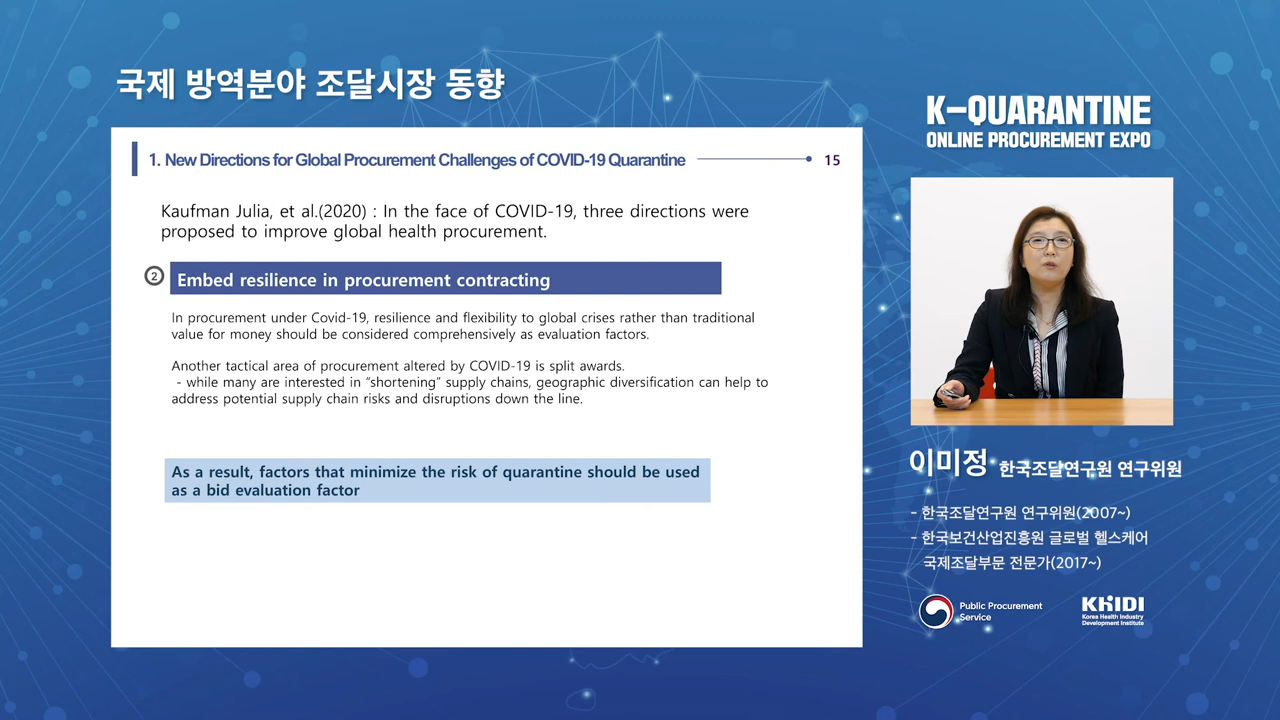 국제 방역분야 조달시장 동향
1. New Directions for Global Procurement Challenges of COVID-19 Quarantine
15
Kaufman Julia, et al.(2020) : In the face of COVID-19, three directions were
proposed to improve global health procurement.
② Embed resilience in procurement contracting
In procurement under Covid-19, resilience and flexibility to global crises rather than traditional
value for money should be considered comprehensively as evaluation factors.
Another tactical area of procurement altered by COVID-19 is split awards.
- while many are interested in “shortening” supply chains, geographic diversification can help to
address potential supply chain risks and disruptions down the line.
As a result, factors that minimize the risk of quarantine should be used
as a bid evaluation factor
K-QUARANTINE
ONLINE PROCUREMENT EXPO
이미정 한국조달연구원 연구위원
- 한국조달연구원 연구위원(2007~)
- 한국보건산업진흥원 글로벌 헬스케어
국제조달부문 전문가(2017~)
Public Procurement
Service
KHIDI
Korea Health Industry
Development Institute